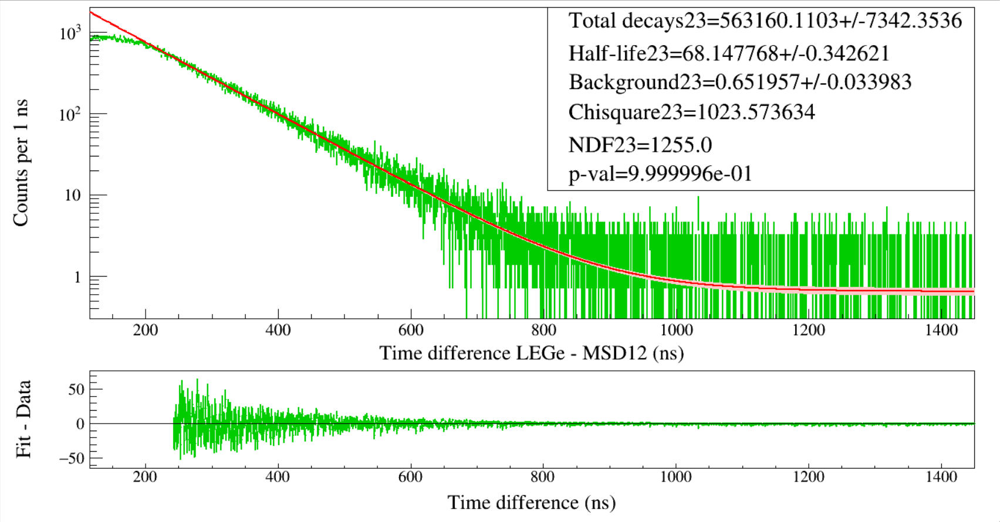 Total decays23=563160.1103+/-7342.3536
Half-life23=68.147768+/-0.342621
Background23=0.651957+/-0.033983
Chisquare23=1023.573634
NDF23=1255.0
p-val=9.999996e-01
Counts per 1 ns
10³
10²
10
1
200 400 600 800 1000 1200 1400
Time difference LEGe - MSD12 (ns)
Fit - Data
50
0
−50
200 400 600 800 1000 1200 1400
Time difference (ns)